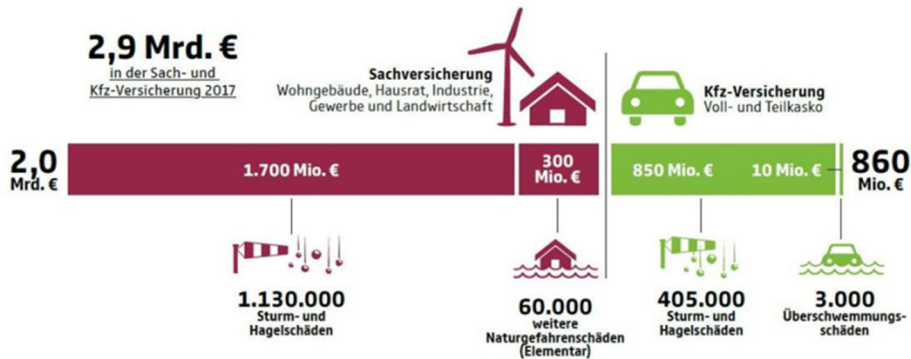 2,9 Mrd. €
in der Sach- und
Kfz-Versicherung 2017
Sachversicherung
Wohngebäude, Hausrat, Industrie,
Gewerbe und Landwirtschaft
Kfz-Versicherung
Voll- und Teilkasko
2,0
Mrd. €
1.700 Mio. €
300
Mio. €
850 Mio. €
10 Mio. €
860
Mio. €
1.130.000
Sturm- und
Hagelschäden
60.000
weitere
Naturgefahrenschäden
(Elementar)
405.000
Sturm- und
Hagelschäden
3.000
Überschwemmungs-
schäden